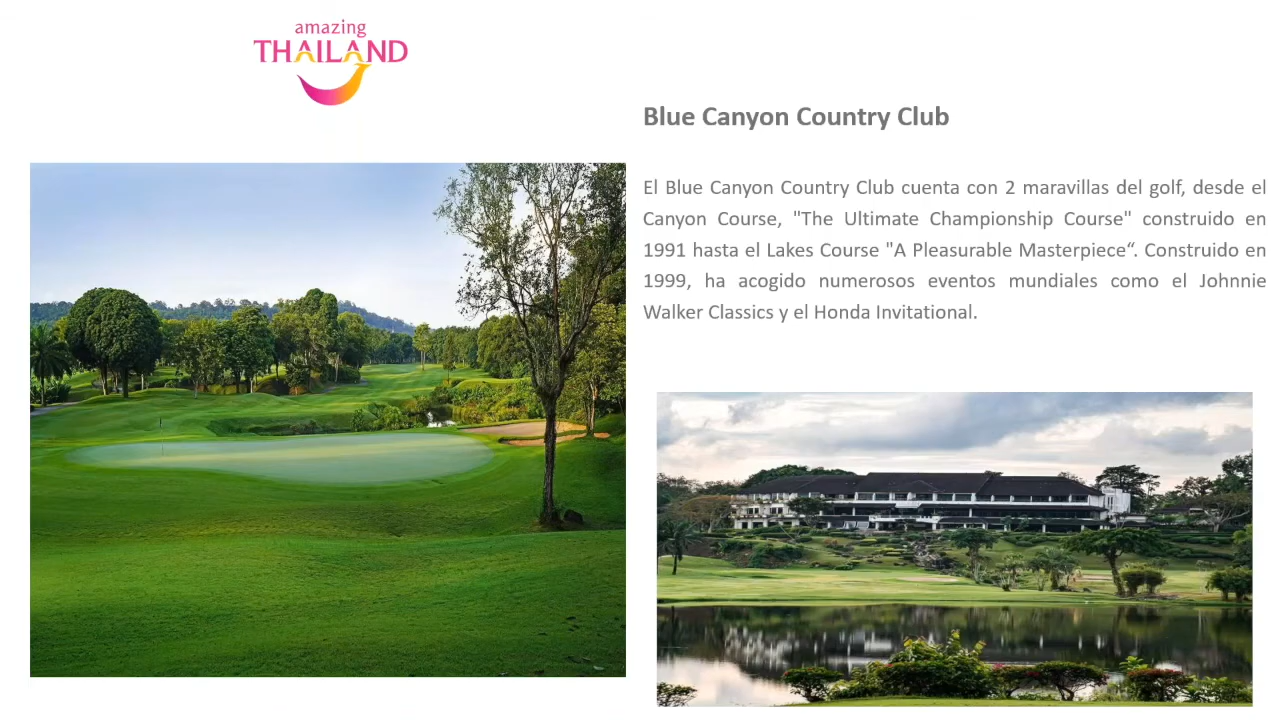 amazing
THAILAND
Blue Canyon Country Club
El Blue Canyon Country Club cuenta con 2 maravillas del golf, desde el
Canyon Course, "The Ultimate Championship Course" construido en
1991 hasta el Lakes Course "A Pleasurable Masterpiece“. Construido en
1999, ha acogido numerosos eventos mundiales como el Johnnie
Walker Classics y el Honda Invitational.